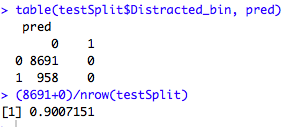 > table(testSplit$Distracted_bin, pred)
pred
0 1
0 8691 0
1 958 0
> (8691+0)/nrow(testSplit)
[1] 0.9007151